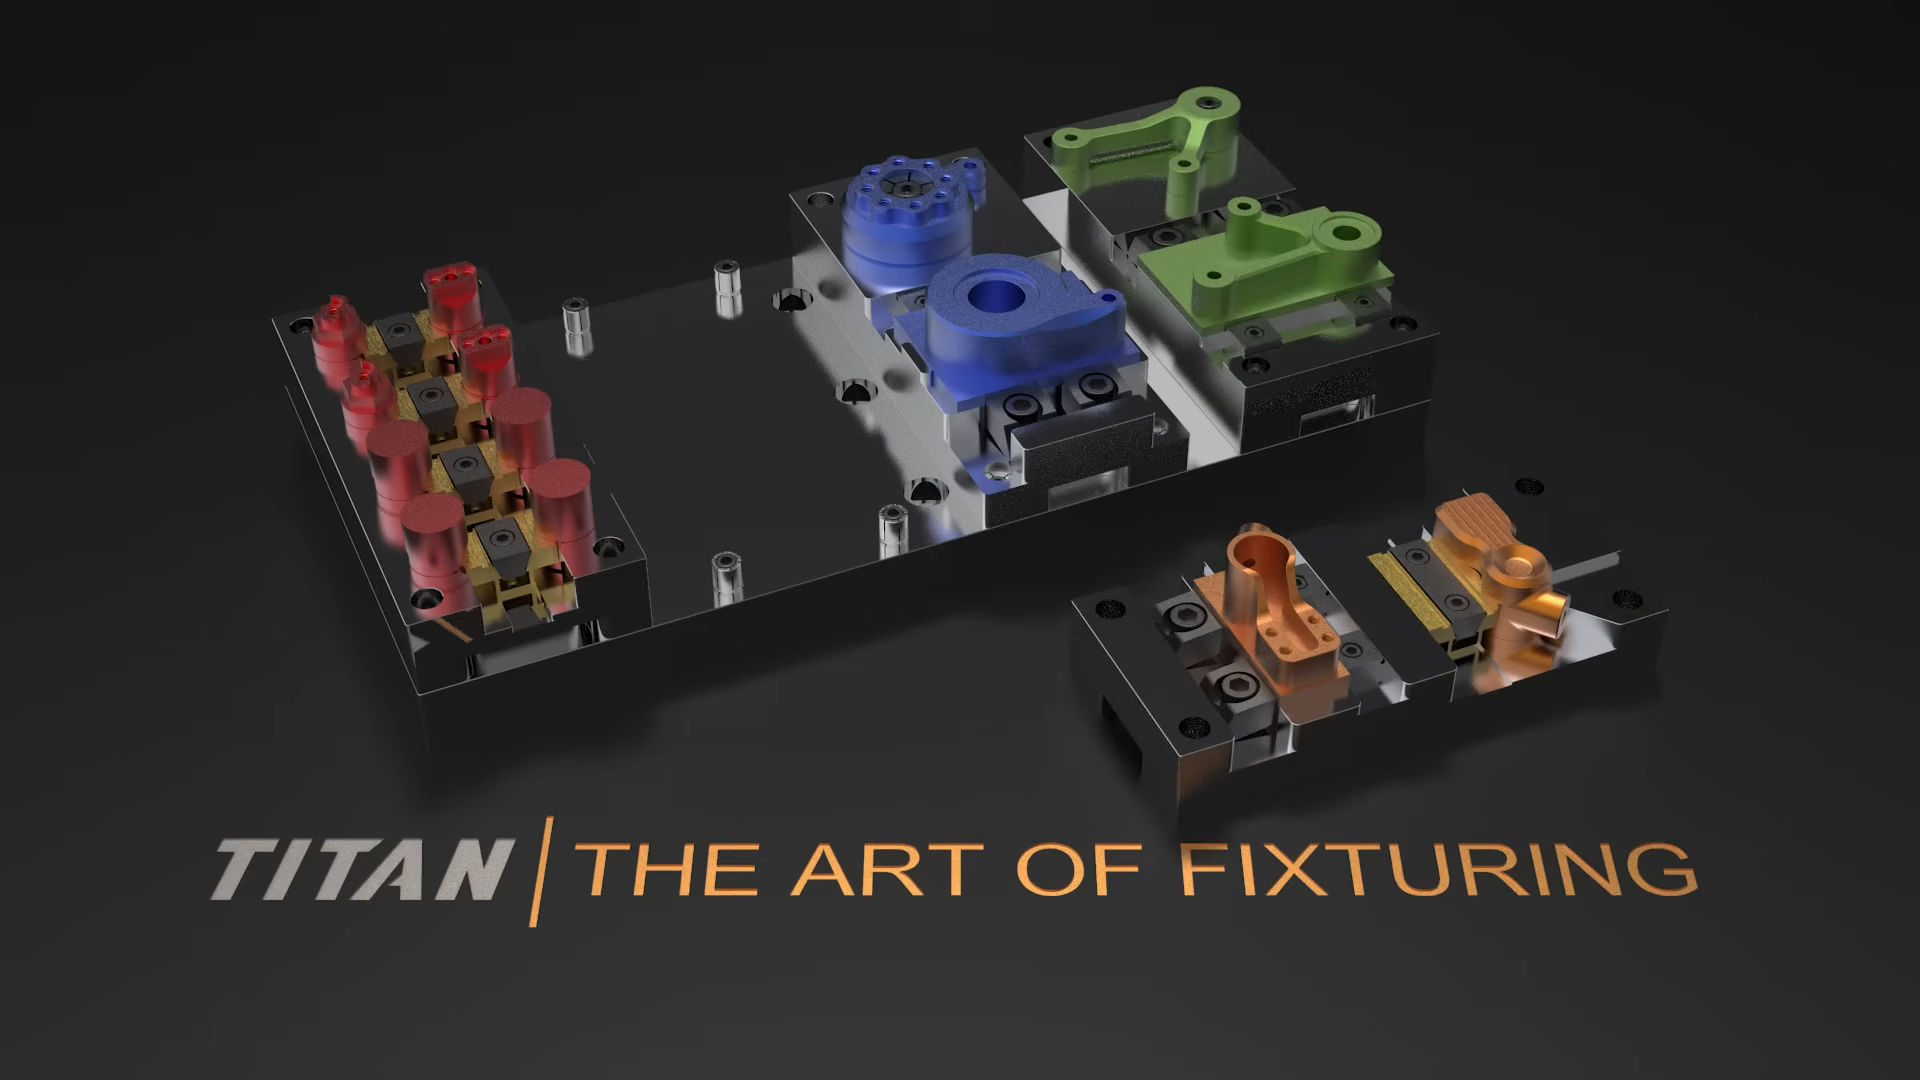 TITAN | THE ART OF FIXTURING